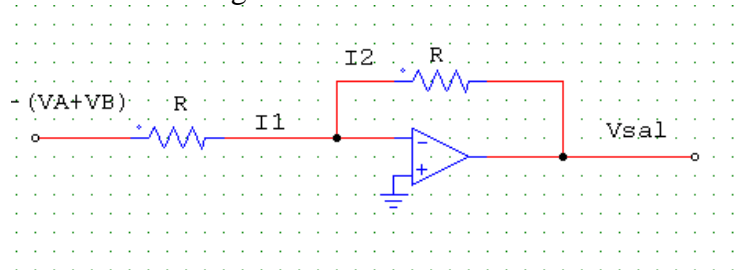 I2 R
- (VA+VB) R
I1
Vsal
-
+